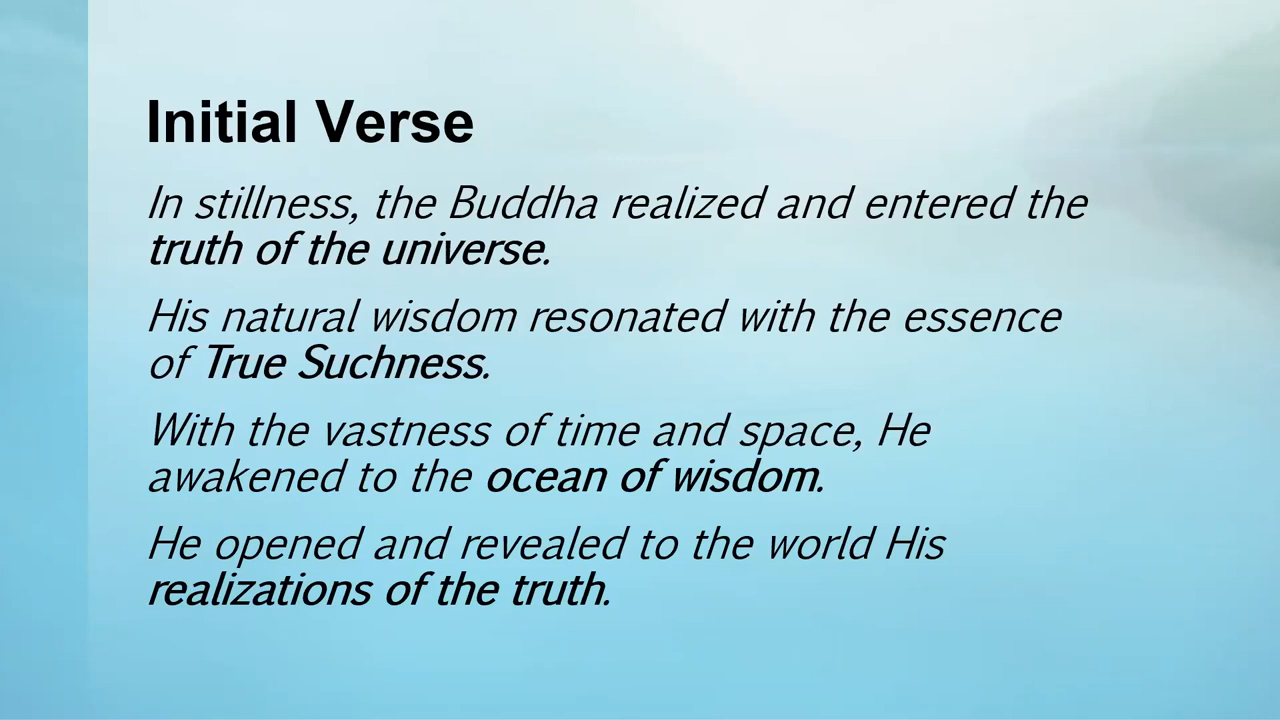 Initial Verse
In stillness, the Buddha realized and entered the
truth of the universe.
His natural wisdom resonated with the essence
of True Suchness.
With the vastness of time and space, He
awakened to the ocean of wisdom.
He opened and revealed to the world His
realizations of the truth.